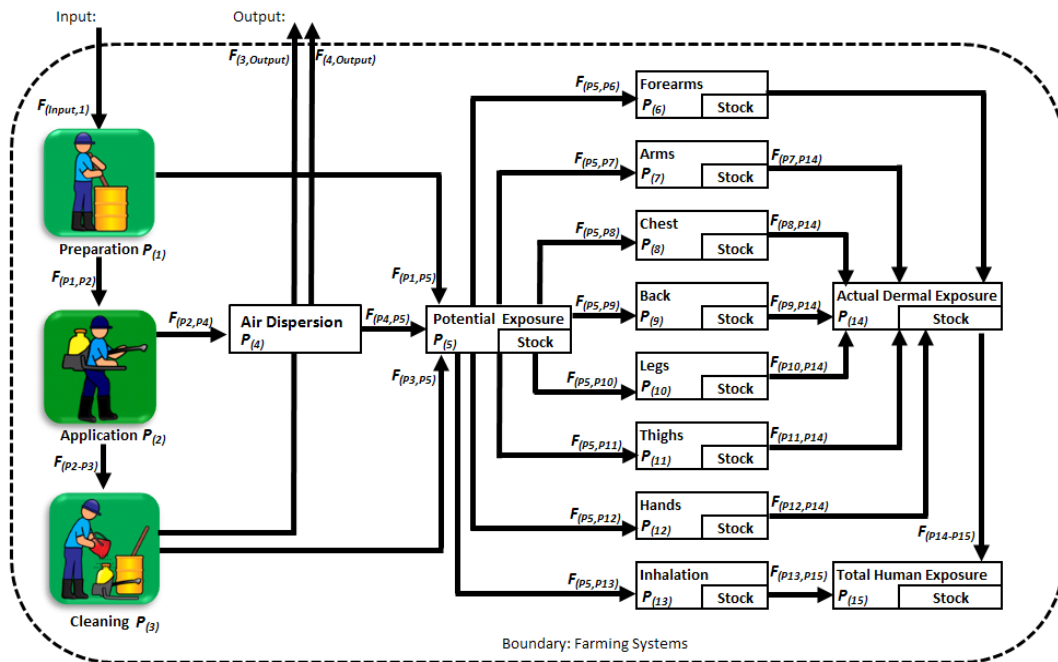 Input:
Output:
F(3,Output)
F(4,Output)
F(Input,1)
Preparation P(1)
F(P1,P2)
Application P(2)
F(P2-P3)
Cleaning P(3)
F(P2,P4)
Air Dispersion
P(4)
F(P4,P5)
F(P1,P5)
F(P3,P5)
Potential Exposure
P(5)
Stock
F(P5,P6)
Forearms
P(6)
Stock
F(P5,P7)
Arms
P(7)
Stock
F(P7,P14)
F(P5,P8)
Chest
P(8)
Stock
F(P8,P14)
F(P5,P9)
Back
P(9)
Stock
F(P9,P14)
F(P5,P10)
Legs
P(10)
Stock
F(P10,P14)
F(P5,P11)
Thighs
P(11)
Stock
F(P11,P14)
F(P5,P12)
Hands
P(12)
Stock
F(P12,P14)
F(P5,P13)
Inhalation
P(13)
Stock
F(P13,P15)
Actual Dermal Exposure
P(14)
Stock
F(P14-P15)
Total Human Exposure
P(15)
Stock
Boundary: Farming Systems